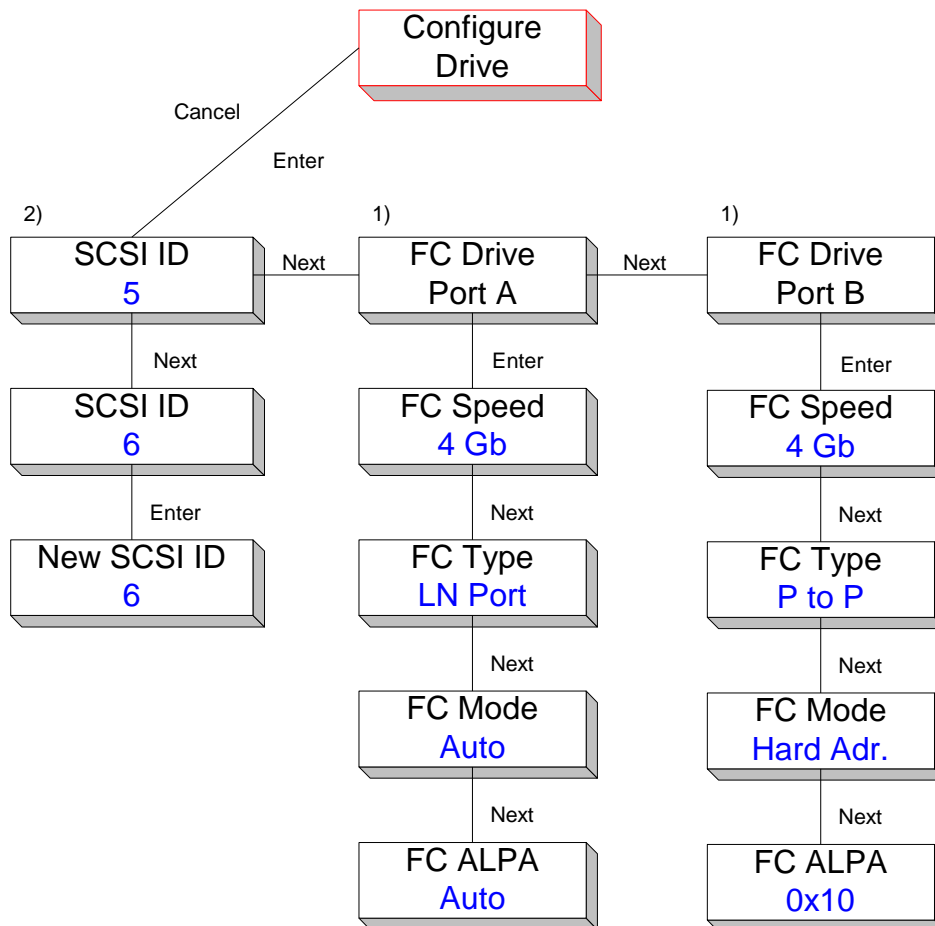 Configure
Drive
Cancel
Enter
2)
1)
1)
SCSI ID
5
Next
FC Drive
Port A
Next
FC Drive
Port B
Next
Enter
Enter
SCSI ID
6
FC Speed
4 Gb
FC Speed
4 Gb
Enter
Next
Next
New SCSI ID
6
FC Type
LN Port
FC Type
P to P
Next
Next
FC Mode
Auto
FC Mode
Hard Adr.
Next
Next
FC ALPA
Auto
FC ALPA
0x10